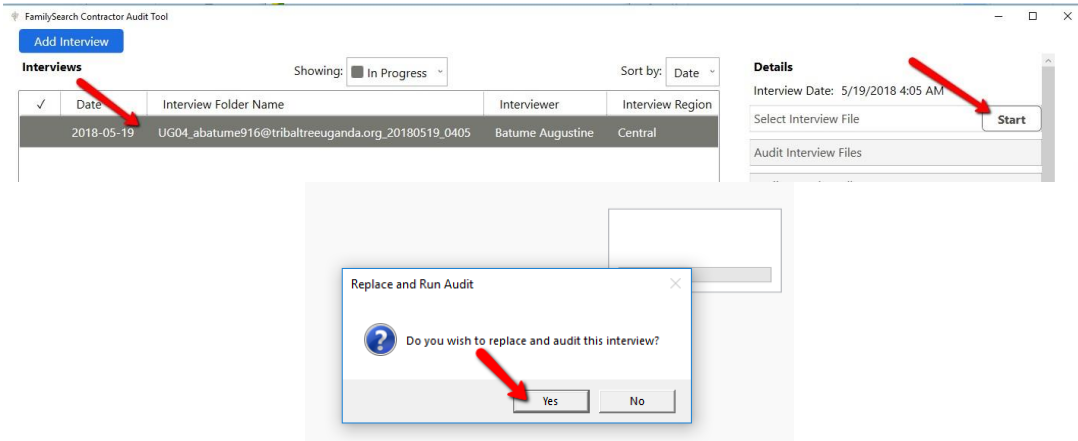 FamilySearch Contractor Audit Tool
Add Interview
Interviews
Showing: In Progress
Sort by: Date
✓ Date Interview Folder Name Interviewer Interview Region
2018-05-19 UG04_abatume916@tribaltreeuganda.org_20180519_0405 Batume Augustine Central
Details
Interview Date: 5/19/2018 4:05 AM
Select Interview File
Start
Audit Interview Files
Replace and Run Audit
Do you wish to replace and audit this interview?
Yes
No